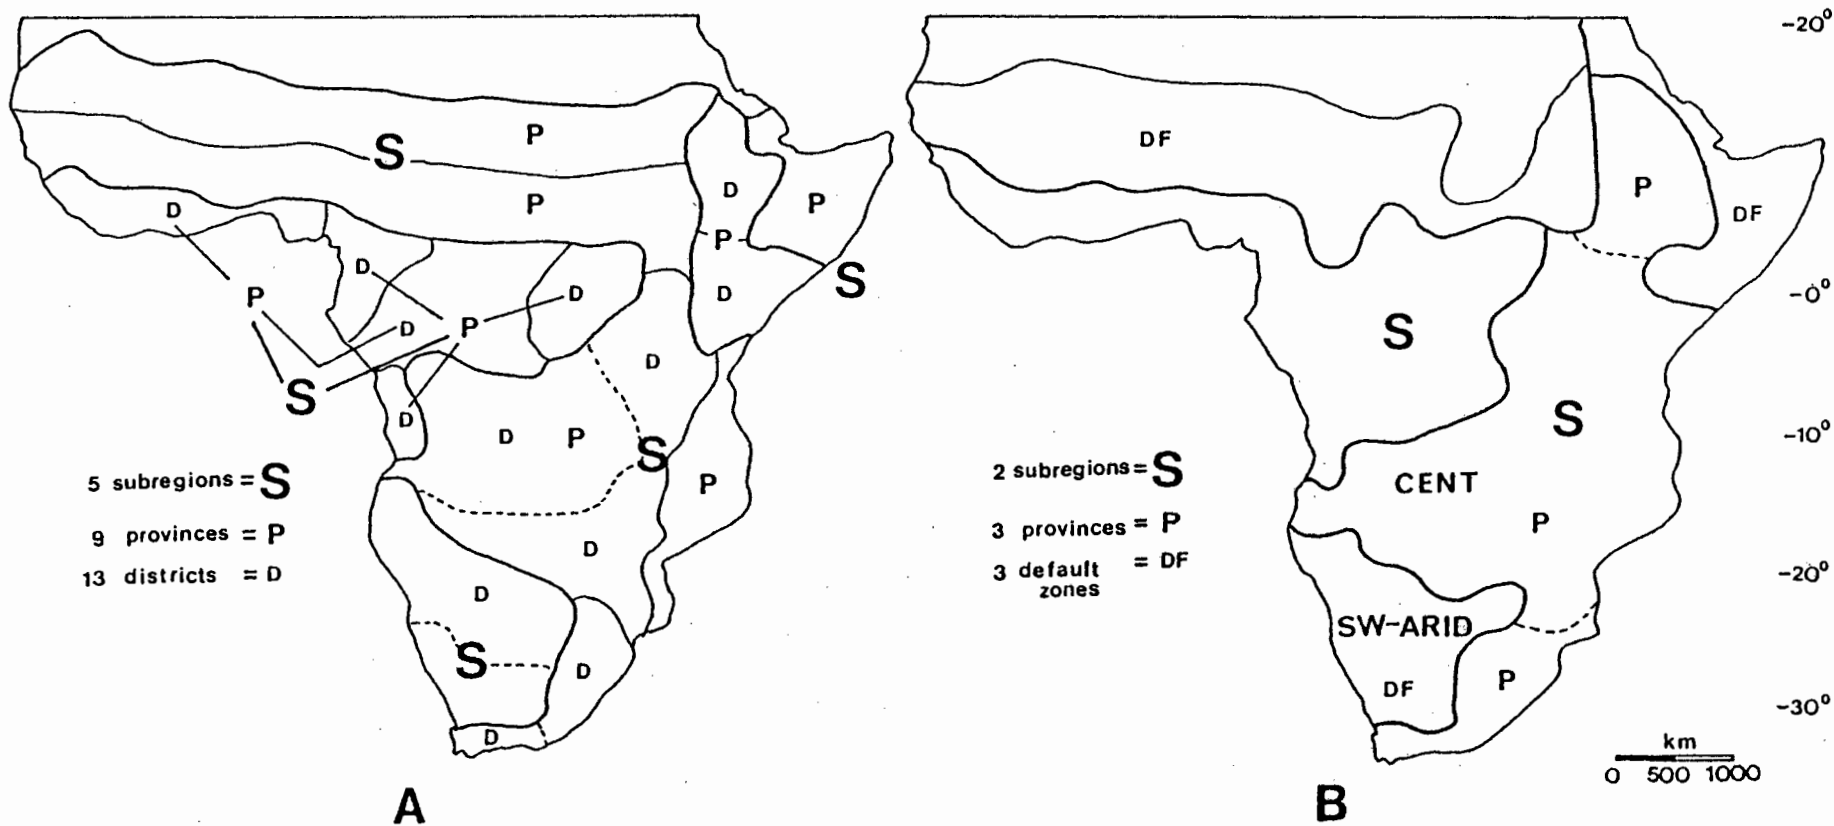 S
P
P
D
D
P
P
D
S
D
D
D
P
D
P
S
D
D
D
P
S
P
5 subregions = S
9 provinces = P
13 districts = D
D
D
S
D
D
A
DF
P
DF
S
S
CENT
P
2 subregions = S
3 provinces = P
3 default zones = DF
SW-ARID
DF
P
-20°
-0°
-10°
-20°
-30°
km
0 500 1000
B